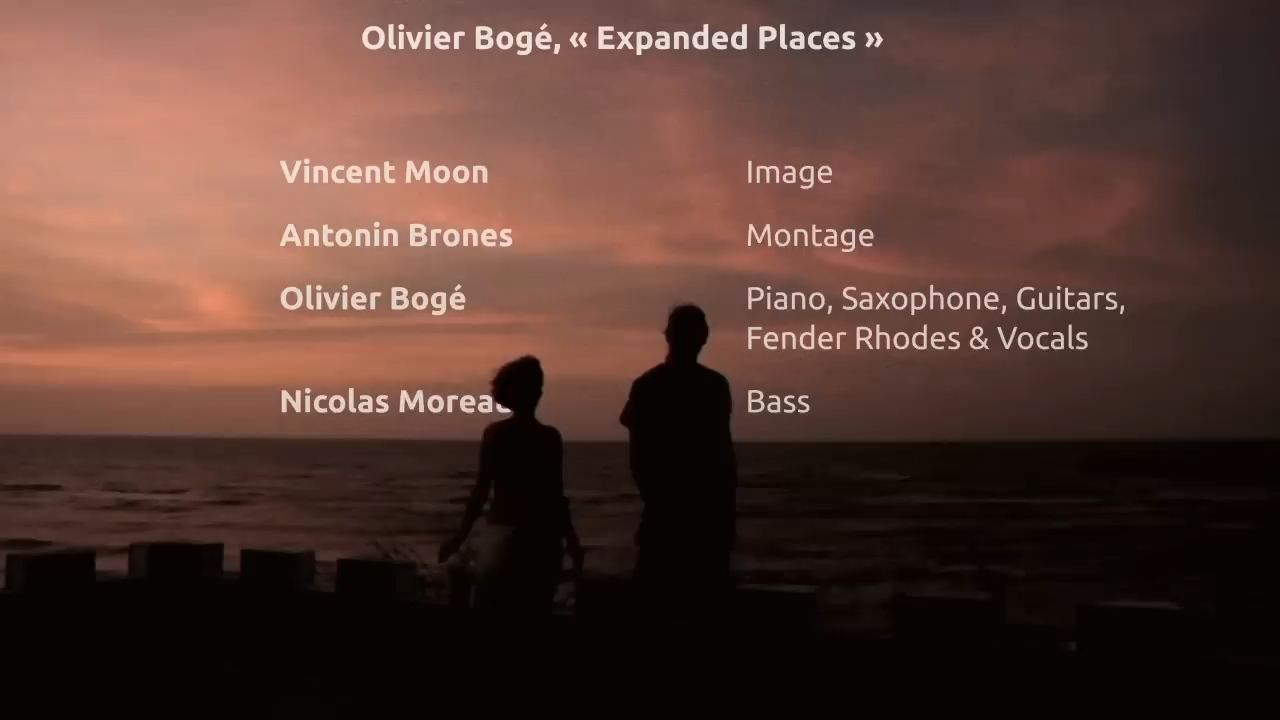 Olivier Bogé, « Expanded Places »
Vincent Moon Image
Antonin Brones Montage
Olivier Bogé Piano, Saxophone, Guitars,
Fender Rhodes & Vocals
Nicolas Moreau Bass